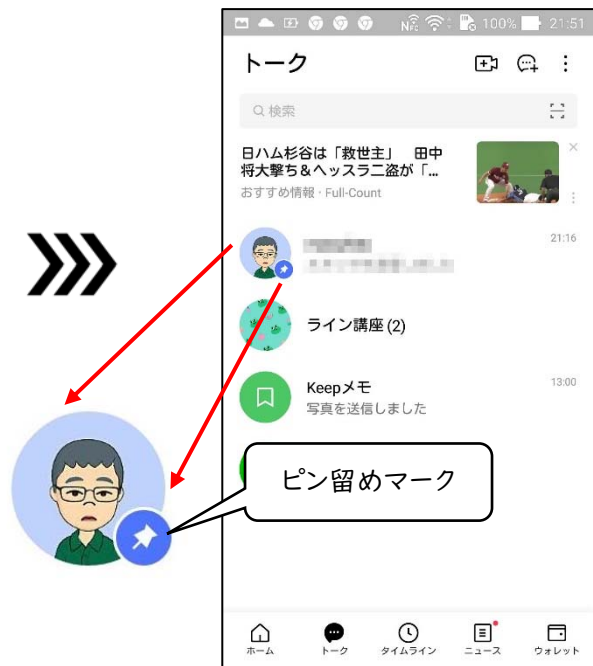 100% 21:51
トーク
検索
日ハム杉谷は「救世主」 田中
将大撃ち&ヘッスラ二盗が「...
おすすめ情報・Full-Count
21:16
ライン講座 (2)
Keepメモ
13:00
写真を送信しました
ピン留めマーク
ホーム
トーク
タイムライン
ニュース
ウォレット